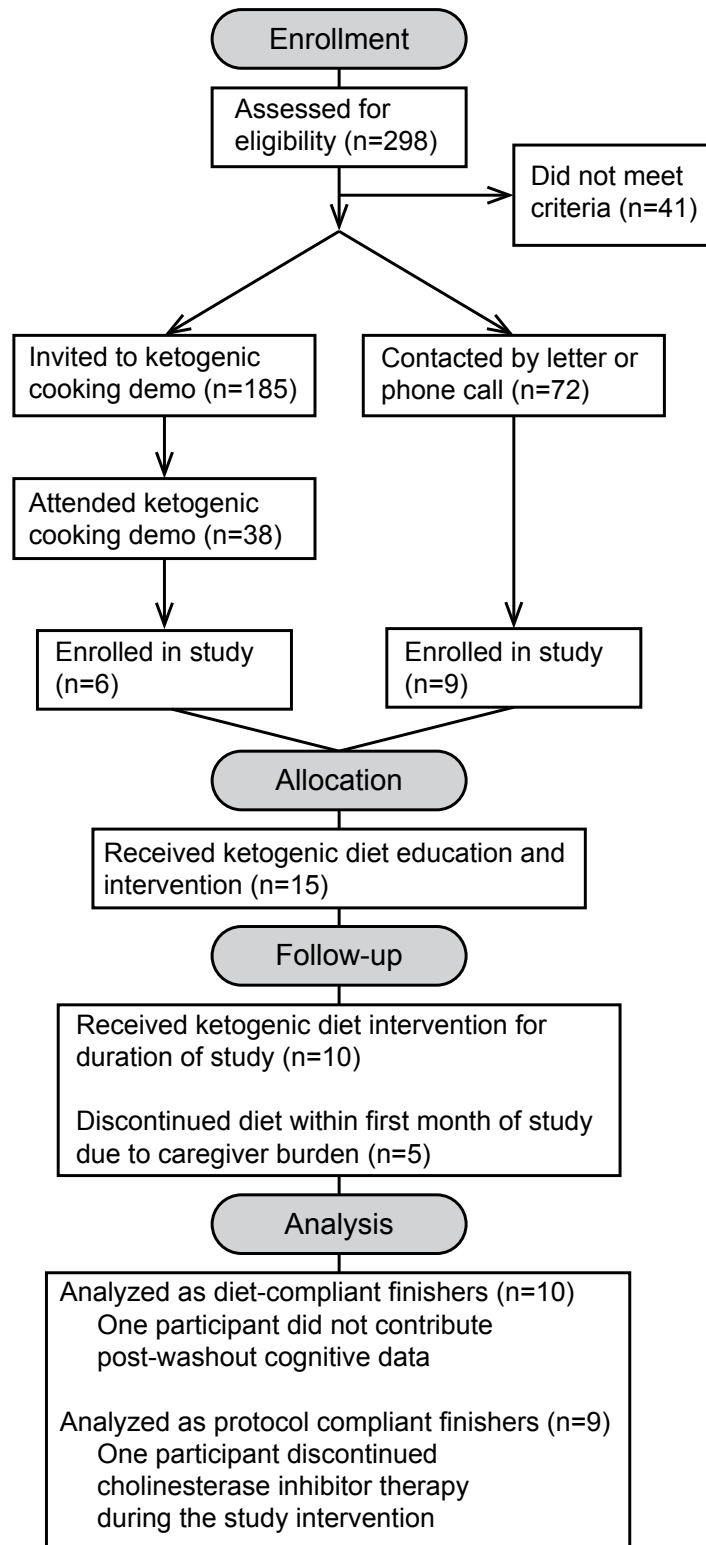 Enrollment
Assessed for
eligibility (n=298)
Did not meet
criteria (n=41)
Invited to ketogenic
cooking demo (n=185)
Contacted by letter or
phone call (n=72)
Attended ketogenic
cooking demo (n=38)
Enrolled in study
(n=6)
Enrolled in study
(n=9)
Allocation
Received ketogenic diet education and
intervention (n=15)
Follow-up
Received ketogenic diet intervention for
duration of study (n=10)
Discontinued diet within first month of study
due to caregiver burden (n=5)
Analysis
Analyzed as diet-compliant finishers (n=10)
One participant did not contribute
post-washout cognitive data
Analyzed as protocol compliant finishers (n=9)
One participant discontinued
cholinesterase inhibitor therapy
during the study intervention